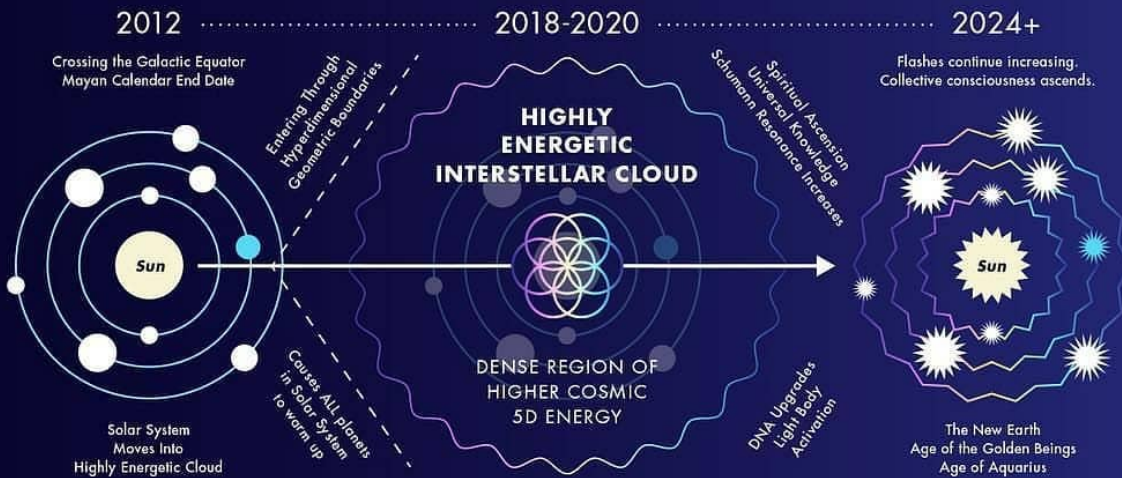 2012
2018-2020
2024+
Crossing the Galactic Equator
Mayan Calendar End Date
Entering Through
Hyperdimensional
Geometric Boundaries
HIGHLY
ENERGETIC
INTERSTELLAR CLOUD
Spiritual Ascension
Universal Knowledge
Schumann Resonance Increases
Flashes continue increasing.
Collective consciousness ascends.
Sun
Sun
Causes ALL planets
in Solar System
to warm up
DENSE REGION OF
HIGHER COSMIC
5D ENERGY
DNA Upgrades
Light Body
Activation
Solar System
Moves Into
Highly Energetic Cloud
The New Earth
Age of the Golden Beings
Age of Aquarius